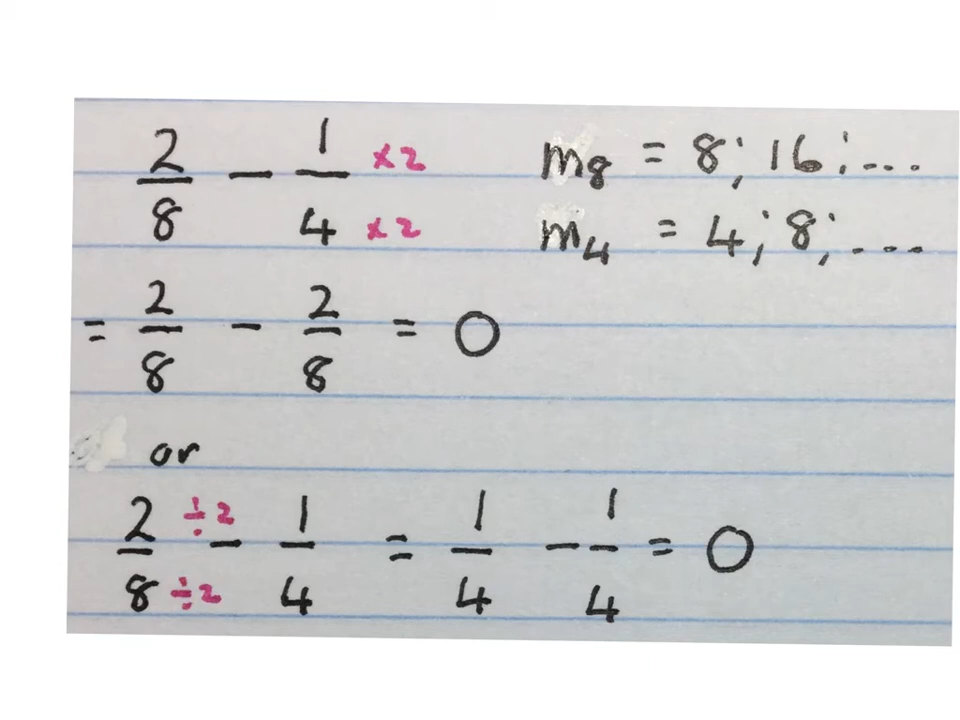 2/8 - 1/4 ×2 ×2 m8 = 8; 16; ...
m4 = 4; 8; ...
= 2/8 - 2/8 = 0
or
2/8 ÷2 ÷2 - 1/4 = 1/4 - 1/4 = 0